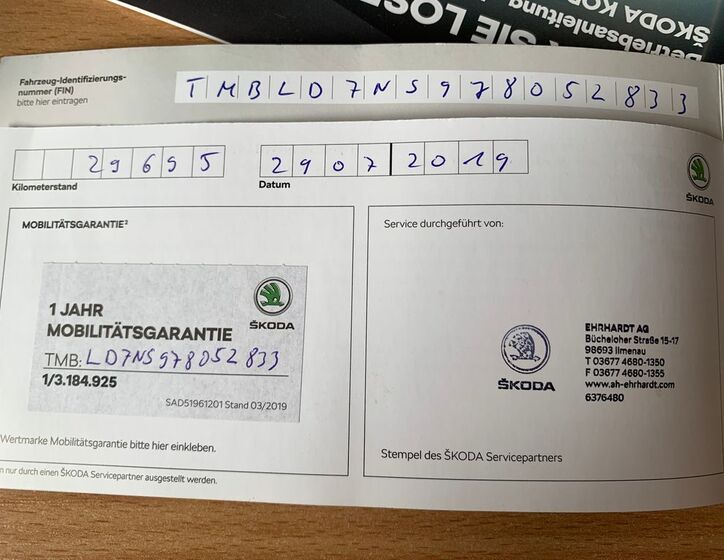 SIE LOS
Betriebsanleitung
ŠKODA KO
Fahrzeug-Identifizierungs-
nummer (FIN)
bitte hier eintragen
TMBLD7NS978052833
29695
29072019
Kilometerstand
Datum
ŠKODA
MOBILITÄTSGARANTIE²
Service durchgeführt von:
1 JAHR
MOBILITÄTSGARANTIE
ŠKODA
TMB: LD7NS978052833
1/3.184.925
SAD51961201 Stand 03/2019
ŠKODA
EHRHARDT AG
Bücheloher Straße 15-17
98693 Ilmenau
T 03677 4680-1350
F 03677 4680-1355
www.ah-ehrhardt.com
6376480
Wertmarke Mobilitätsgarantie bitte hier einkleben.
Stempel des ŠKODA Servicepartners
nur durch einen ŠKODA Servicepartner ausgestellt werden.